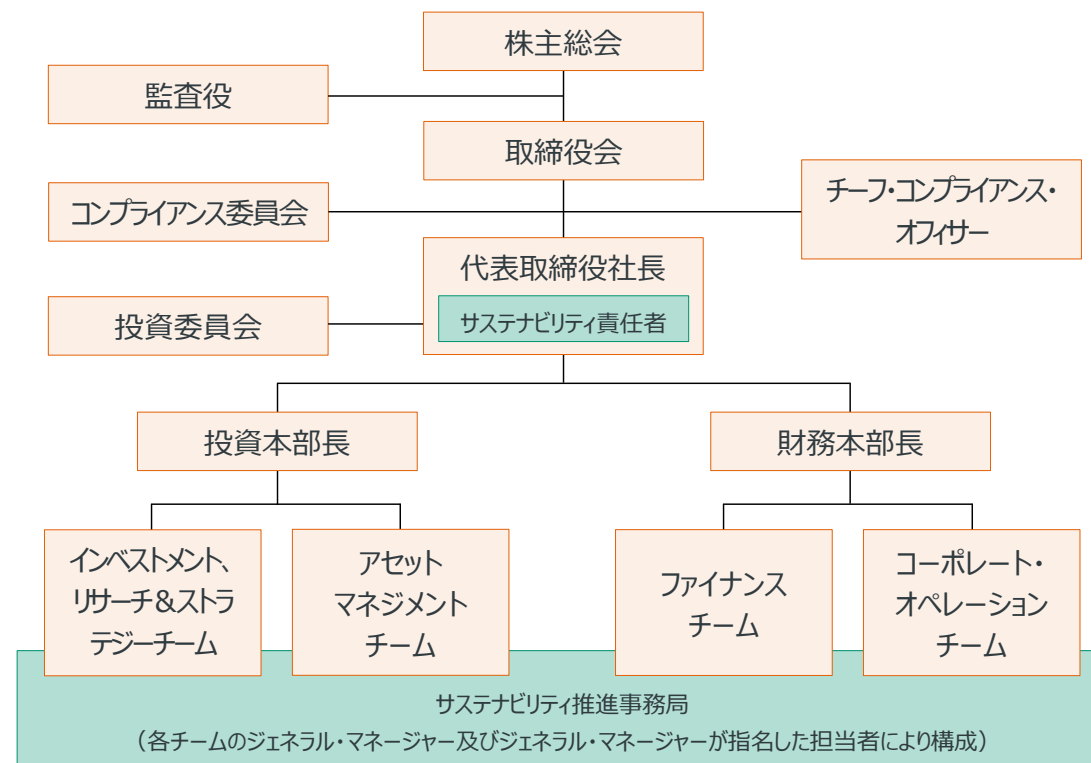 株主総会
監査役
取締役会
コンプライアンス委員会
チーフ・コンプライアンス・
オフィサー
代表取締役社長
サステナビリティ責任者
投資委員会
投資本部長
財務本部長
インベストメント、
リサーチ＆ストラ
テジーチーム
アセット
マネジメント
チーム
ファイナンス
チーム
コーポレート・
オペレーション
チーム
サステナビリティ推進事務局
（各チームのジェネラル・マネージャー及びジェネラル・マネージャーが指名した担当者により構成）